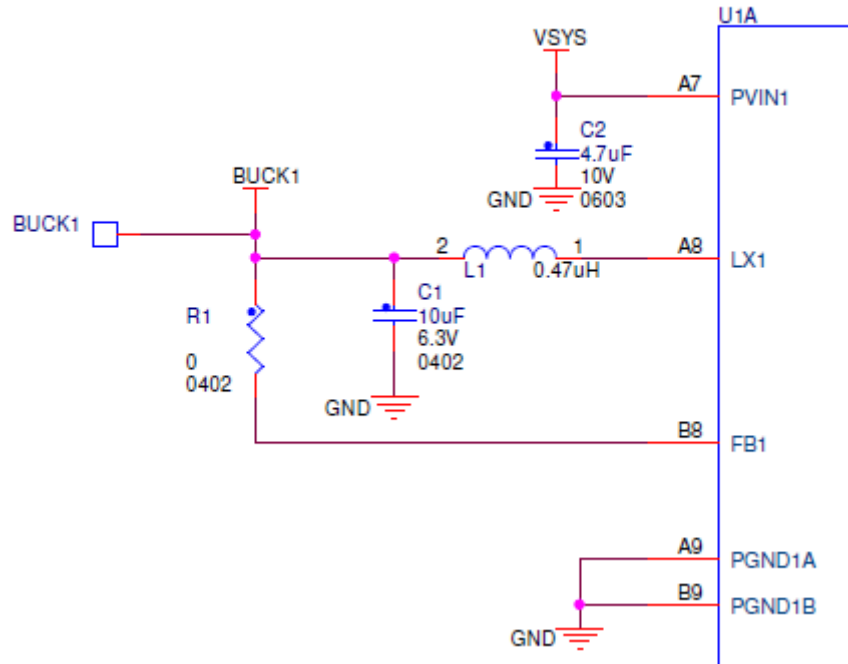 U1A
VSYS
A7
PVIN1
C2
4.7uF
10V
0603
GND
BUCK1
BUCK1
2
L1
1
0.47uH
A8
LX1
R1
0
0402
C1
10uF
6.3V
0402
GND
B8
FB1
A9
PGND1A
B9
PGND1B
GND